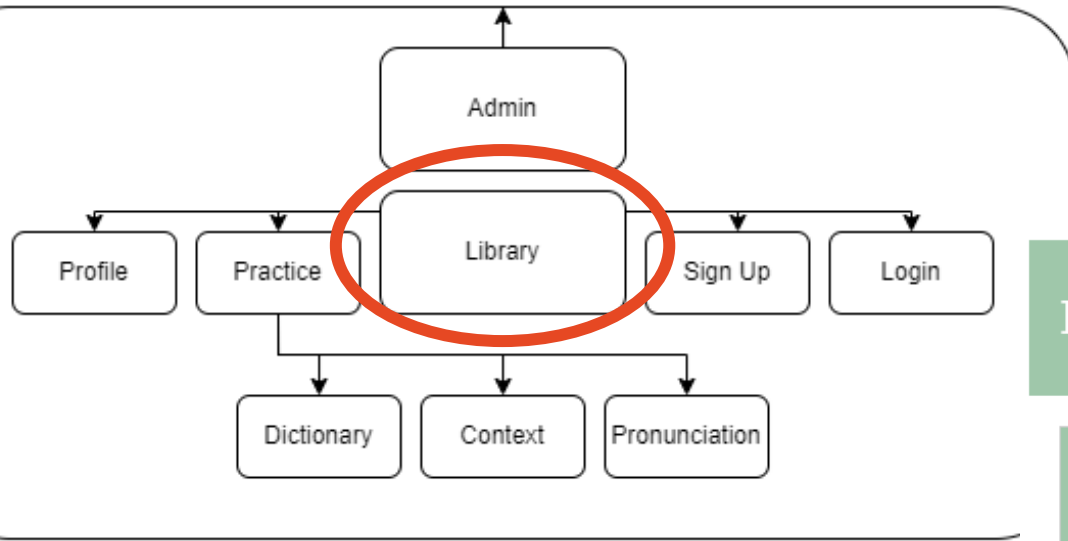 Admin
Library
Profile
Practice
Sign Up
Login
Dictionary
Context
Pronunciation